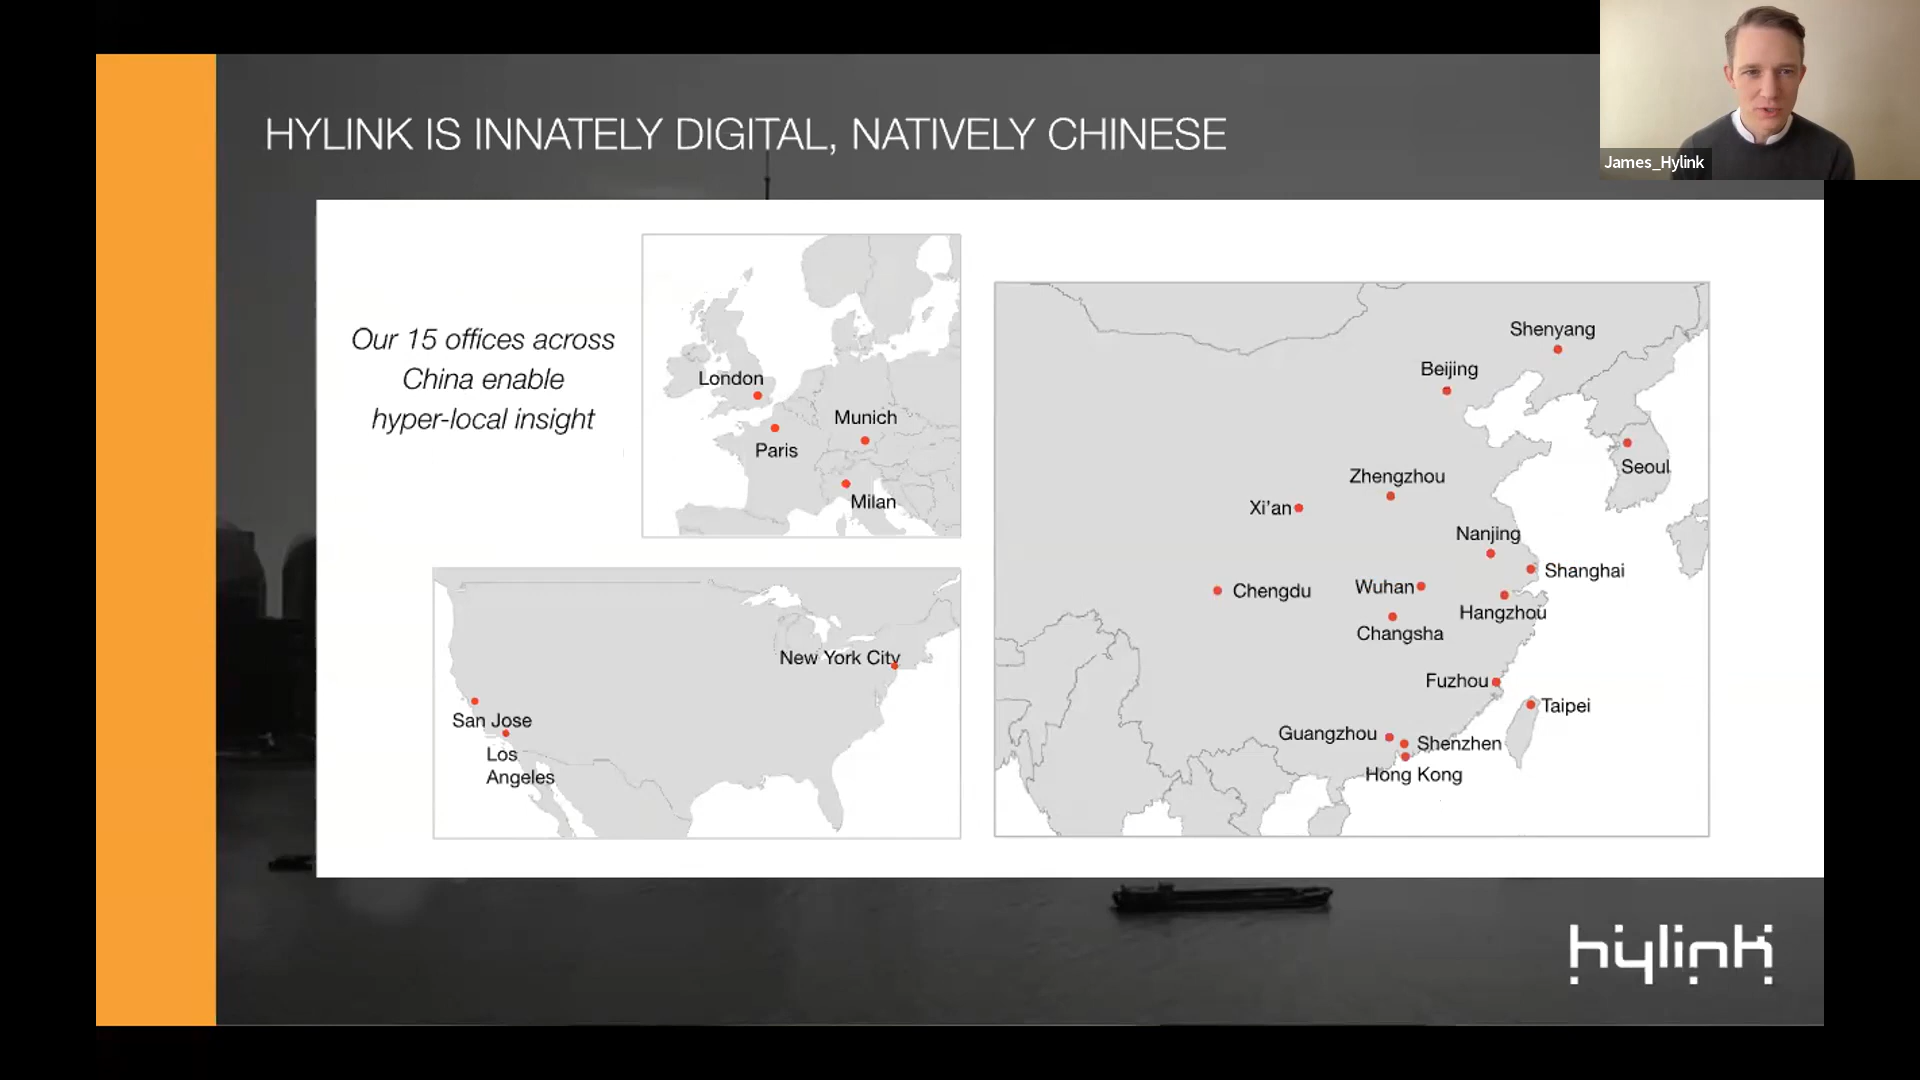 HYLINK IS INNATELY DIGITAL, NATIVELY CHINESE
James_Hylink
Our 15 offices across
China enable
hyper-local insight
London
Munich
Paris
Milan
New York City
San Jose
Los
Angeles
Shenyang
Beijing
Seoul
Zhengzhou
Xi'an
Nanjing
Shanghai
Chengdu
Wuhan
Hangzhou
Changsha
Fuzhou
Taipei
Guangzhou
Shenzhen
Hong Kong
hylink